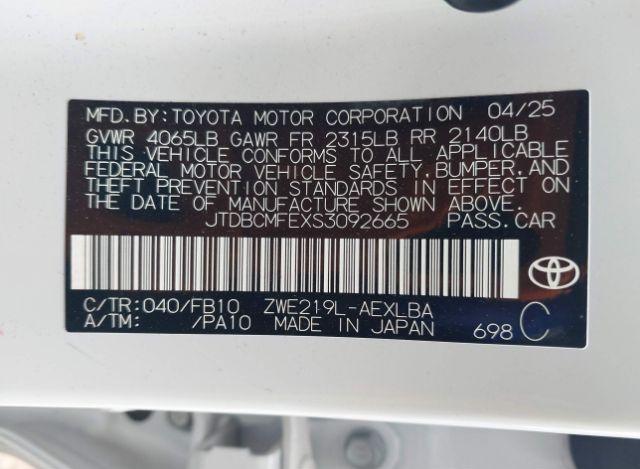 MFD. BY: TOYOTA MOTOR CORPORATION 04/25
GVWR 4065LB GAWR FR 2315LB RR 2140LB
THIS VEHICLE CONFORMS TO ALL APPLICABLE
FEDERAL MOTOR VEHICLE SAFETY, BUMPER, AND
THEFT PREVENTION STANDARDS IN EFFECT ON
THE DATE OF MANUFACTURE SHOWN ABOVE.
JTDBCMFEXS3092665 PASS. CAR
C/TR: 040/FB10 ZWE219L-AEXLBA
A/TM: /PA10 MADE IN JAPAN 698 C